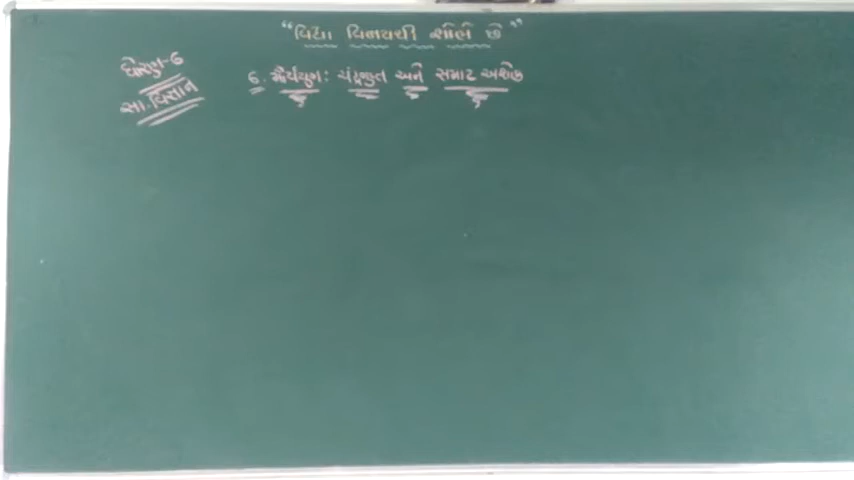 “વિદ્યા વિનયથી શોભે છે”
ધોરણ-6
સા. વિજ્ઞાન
6. મૌર્યયુગ: ચંદ્રગુપ્ત અને સમ્રાટ અશોક